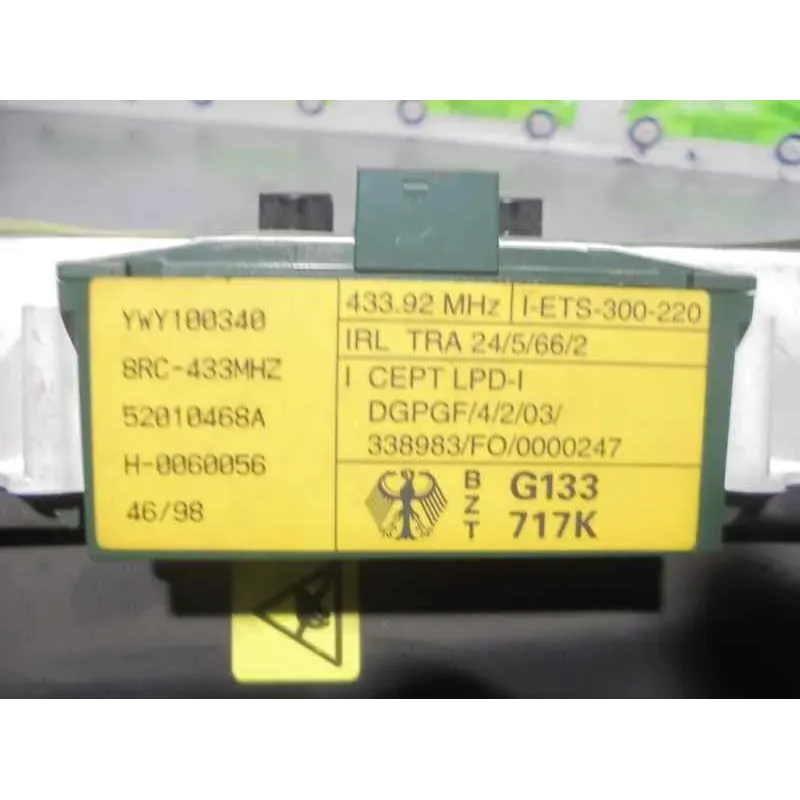 YWY100340
8RC-433MHZ
52010468A
H-0060056
46/98
433.92 MHz
I-ETS-300-220
IRL TRA 24/5/66/2
I CEPT LPD-I
DGPGF/4/2/03/
338983/FO/0000247
BZT
G133
717K